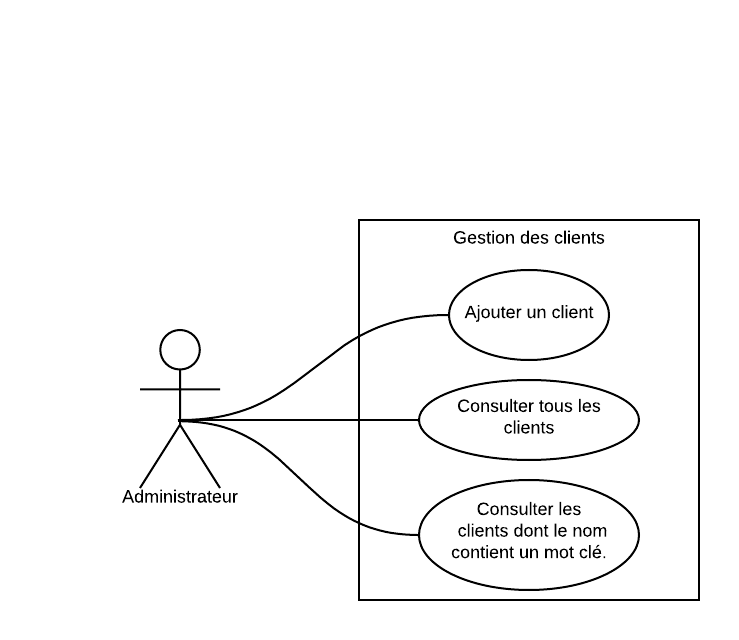 Gestion des clients
Ajouter un client
Consulter tous les
clients
Consulter les
clients dont le nom
contient un mot clé.
Administrateur